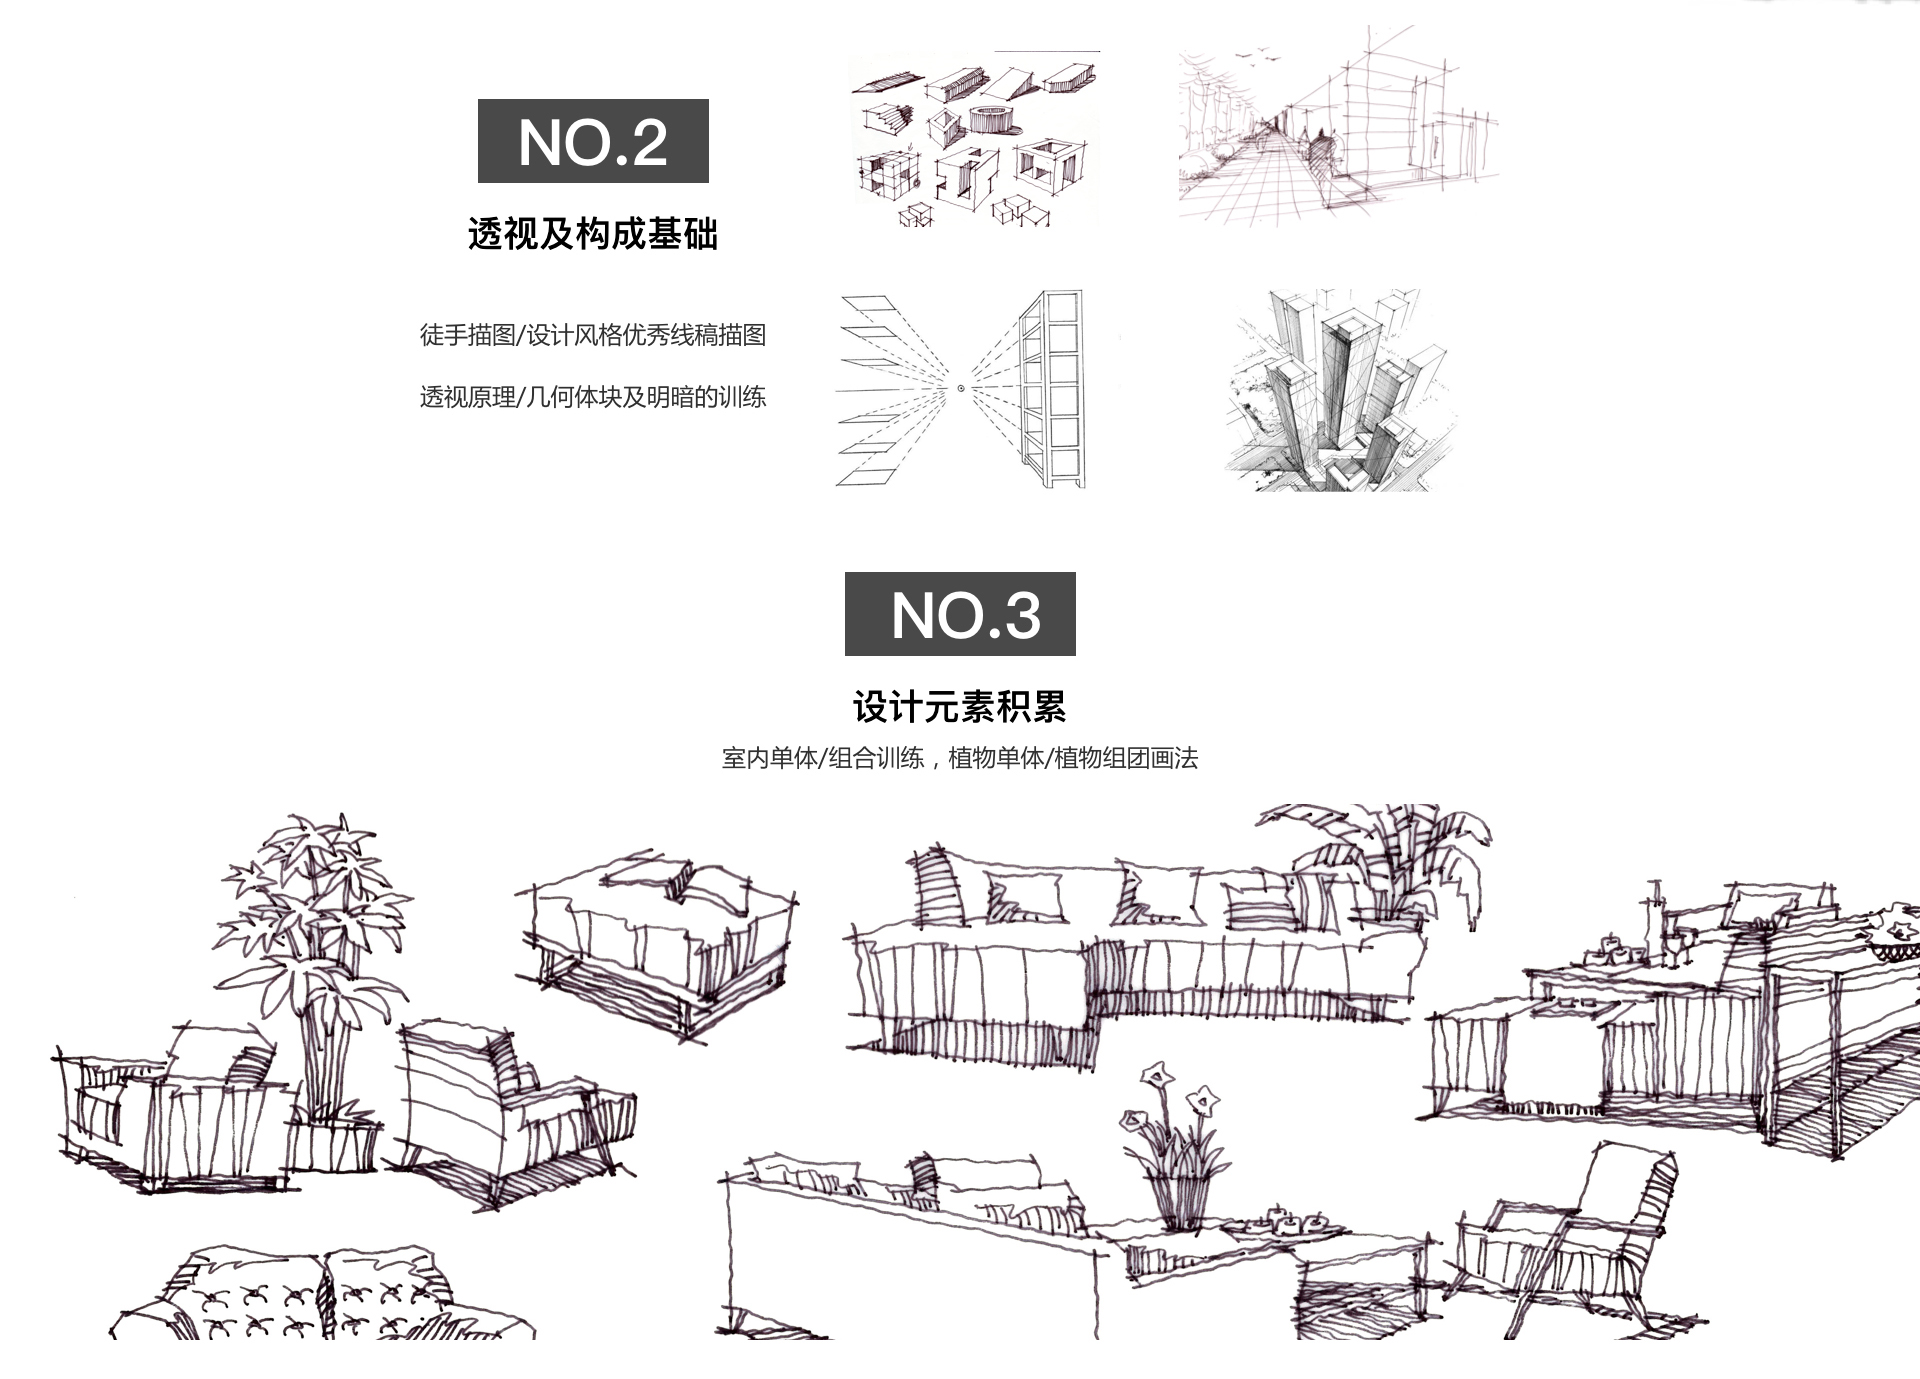 NO.2
透视及构成基础
徒手描图/设计风格优秀线稿描图
透视原理/几何体块及明暗的训练
NO.3
设计元素积累
室内单体/组合训练，植物单体/植物组团画法